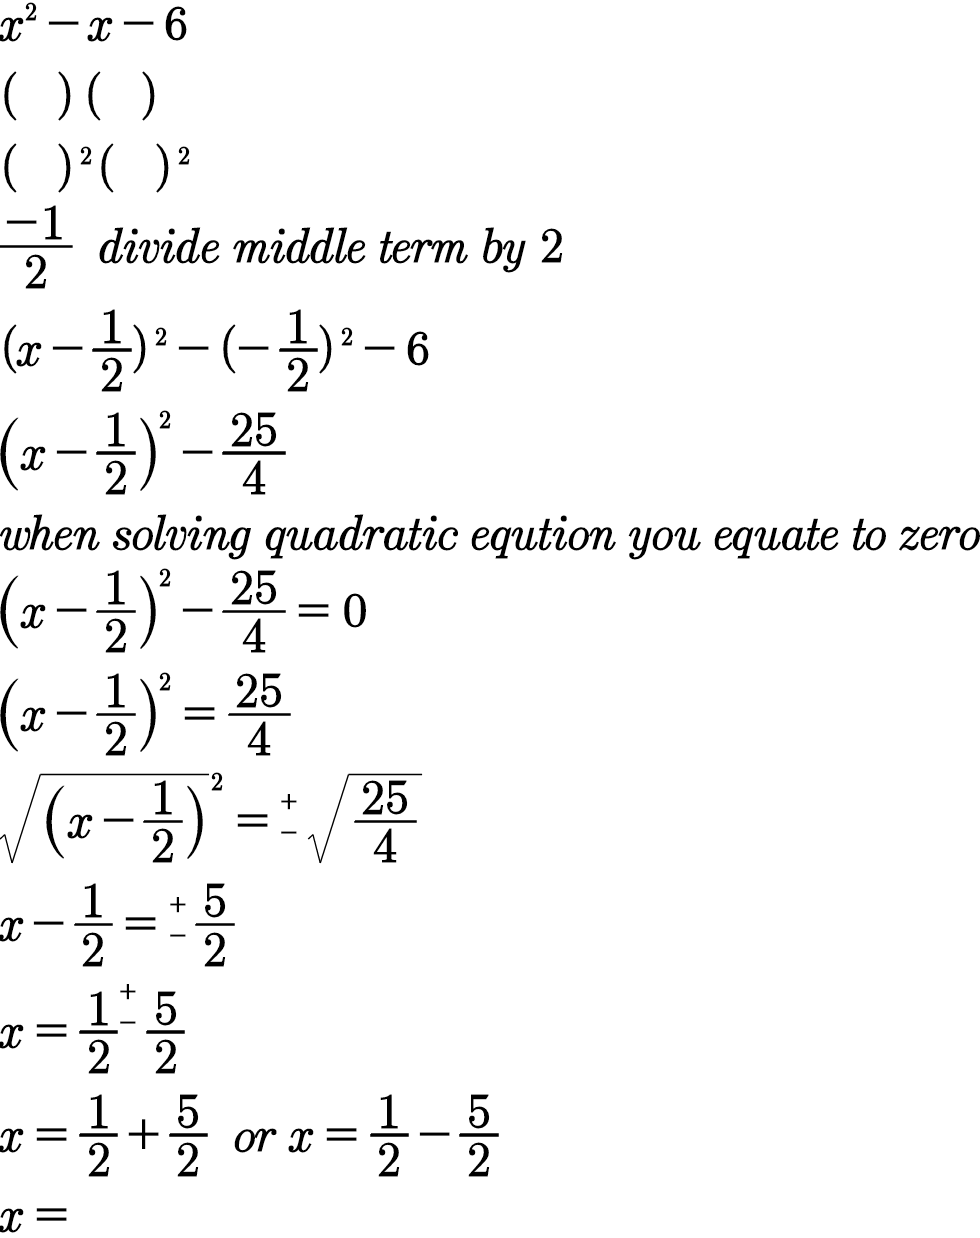 x² − x − 6
( ) ( )
( )² ( )²
−1/2 divide middle term by 2
(x − 1/2)² − (−1/2)² − 6
(x − 1/2)² − 25/4
when solving quadratic eqution you equate to zero
(x − 1/2)² − 25/4 = 0
(x − 1/2)² = 25/4
√(x − 1/2)² = ± √25/4
x − 1/2 = ± 5/2
x = 1/2 ± 5/2
x = 1/2 + 5/2 or x = 1/2 − 5/2
x =